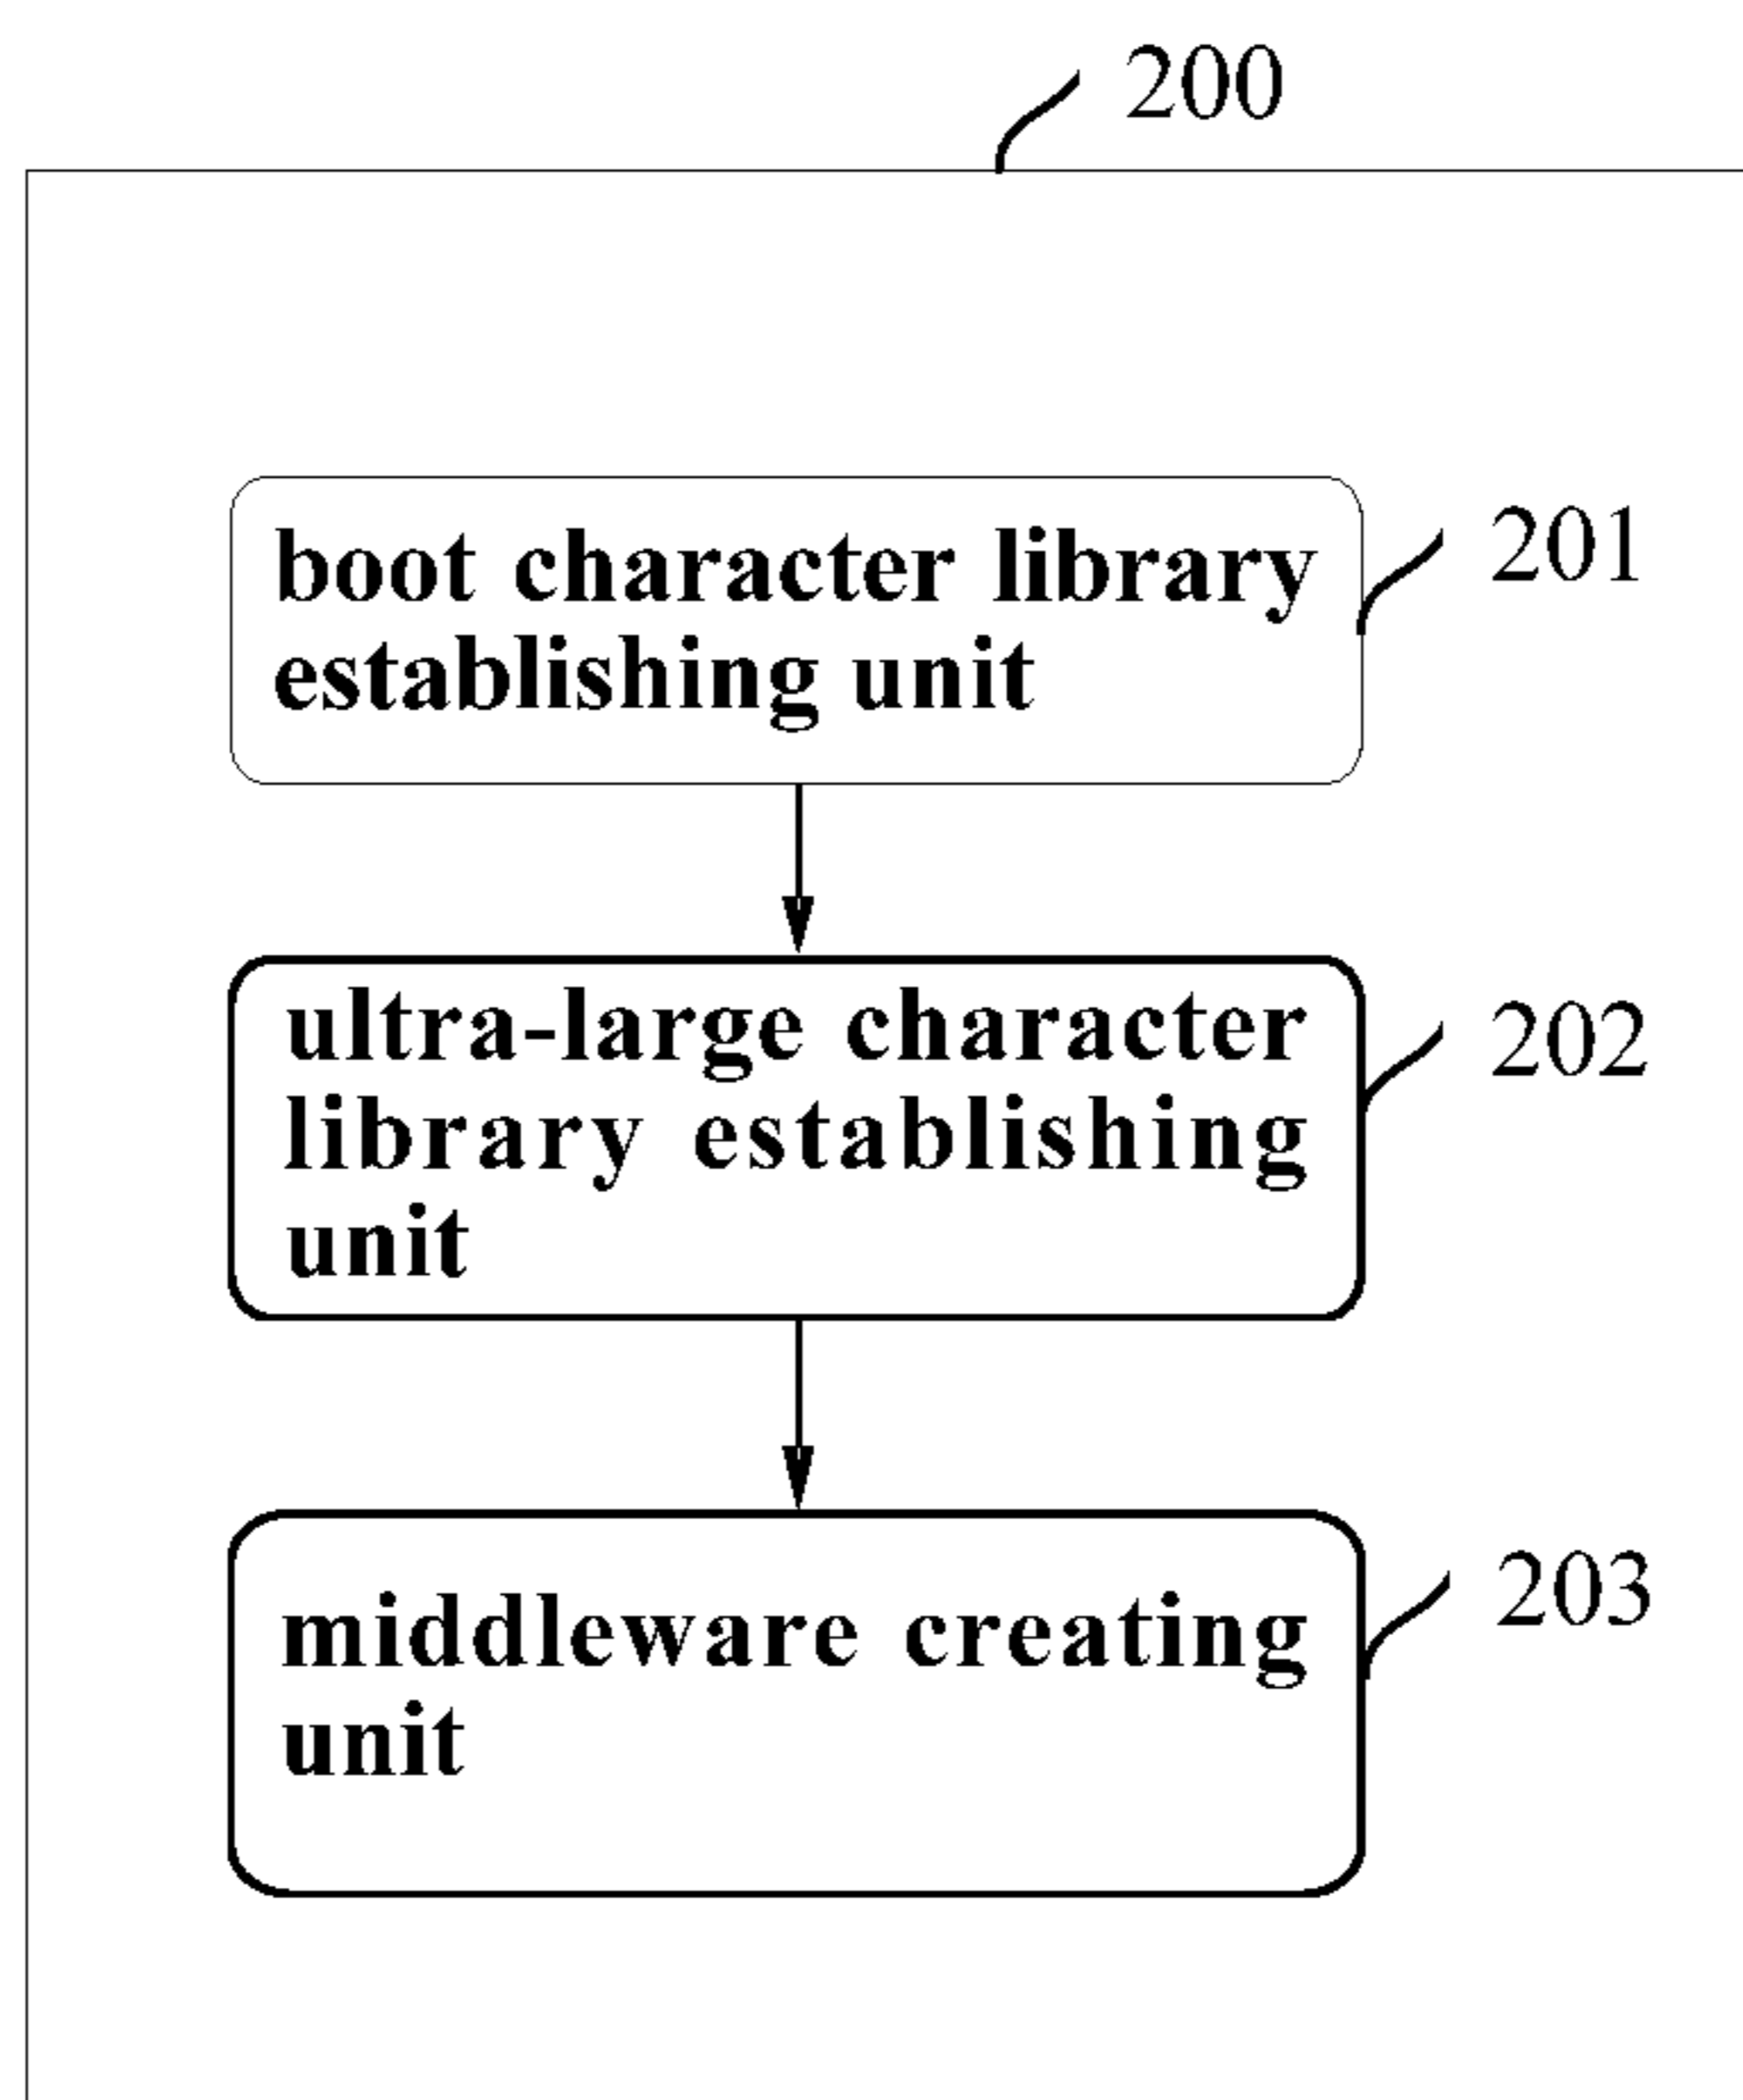 200
boot character library
201
establishing unit
ultra-large character
202
library establishing
unit
middleware creating
203
unit